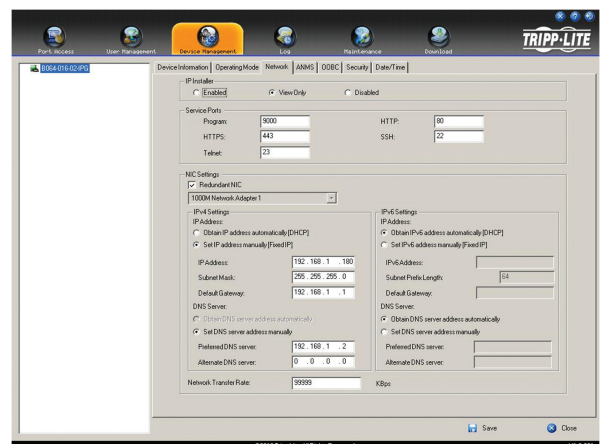 TRIPP·LITE
Port Access User Management Device Management Log Maintenance Download
B064-016-02-IPG
Device Information Operating Mode Network ANMS OOBC Security Date/Time
IP Installer
Enabled View Only Disabled
Service Ports
Program: 9000 HTTP: 80
HTTPS: 443 SSH: 22
Telnet: 23
NIC Settings
Redundant NIC
1000M Network Adapter 1
IPv4 Settings
IP Address:
Obtain IP address automatically [DHCP]
Set IP address manually [Fixed IP]
IP Address: 192.168.1.180
Subnet Mask: 255.255.255.0
Default Gateway: 192.168.1.1
DNS Server:
Obtain DNS server address automatically
Set DNS server address manually
Preferred DNS server: 192.168.1.2
Alternate DNS server: 0.0.0.0
IPv6 Settings
IP Address:
Obtain IPv6 address automatically [DHCP]
Set IPv6 address manually [Fixed IP]
IPv6 Address:
Subnet Prefix Length: 64
Default Gateway:
DNS Server:
Obtain DNS server address automatically
Set DNS server address manually
Preferred DNS server:
Alternate DNS server:
Network Transfer Rate: 99999 KBps
Save Close